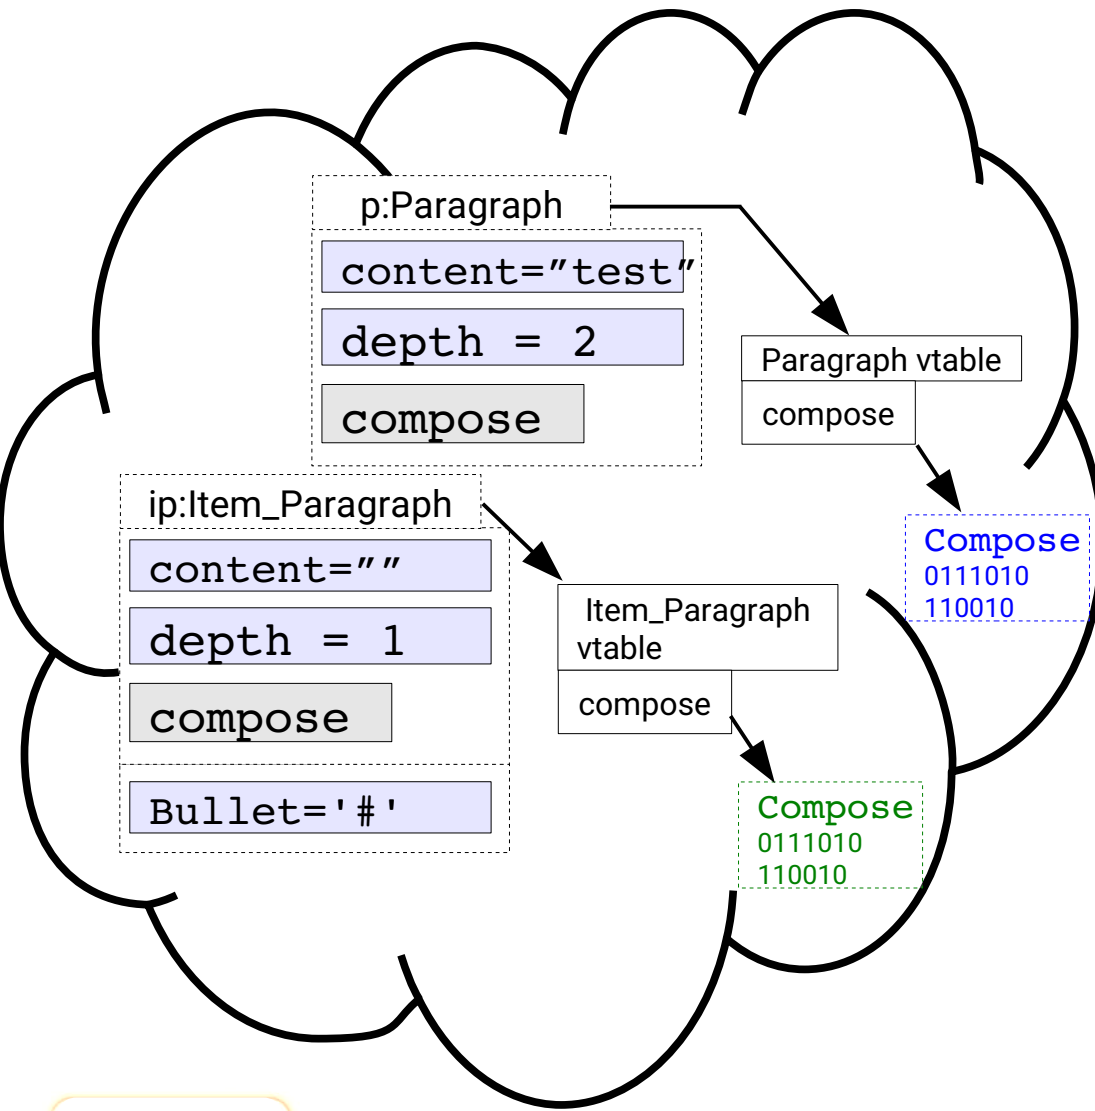 p:Paragraph
content=”test”
depth = 2
compose
Paragraph vtable
compose
Compose
0111010
110010
ip:Item_Paragraph
content=””
depth = 1
compose
Bullet='#'
Item_Paragraph
vtable
compose
Compose
0111010
110010